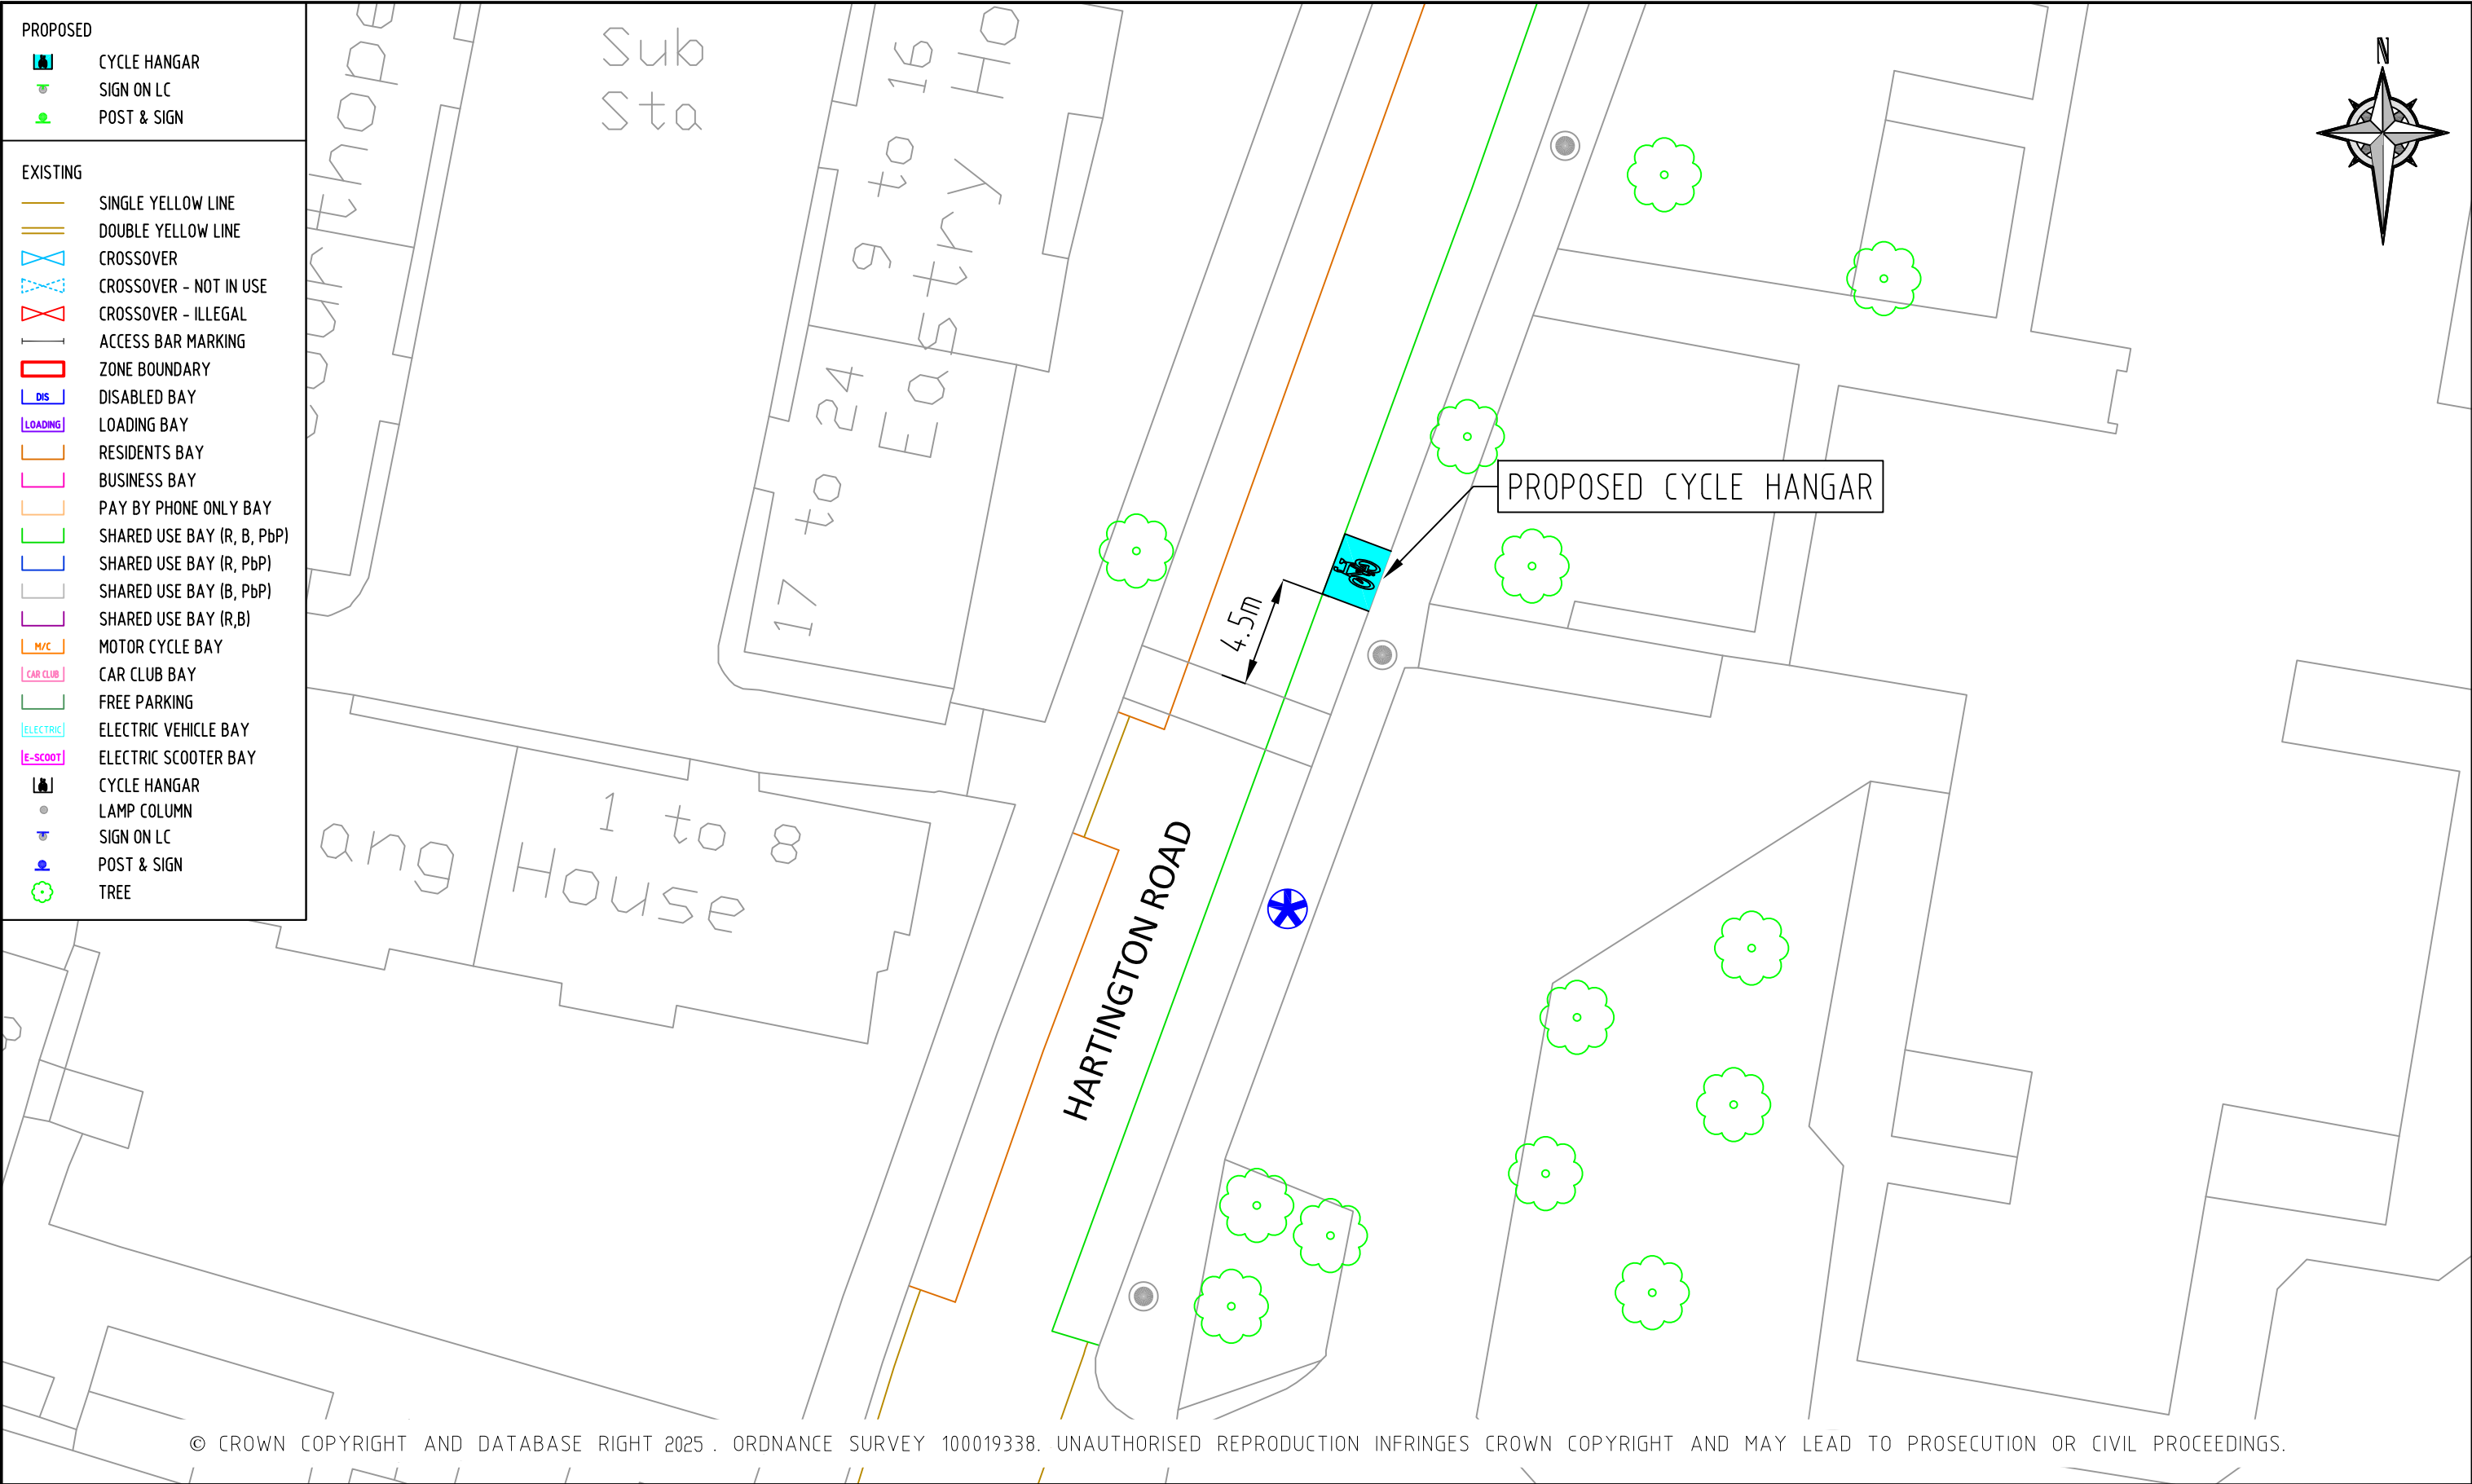 PROPOSED
CYCLE HANGAR
SIGN ON LC
POST & SIGN
EXISTING
SINGLE YELLOW LINE
DOUBLE YELLOW LINE
CROSSOVER
CROSSOVER - NOT IN USE
CROSSOVER - ILLEGAL
ACCESS BAR MARKING
ZONE BOUNDARY
DIS DISABLED BAY
LOADING LOADING BAY
RESIDENTS BAY
BUSINESS BAY
PAY BY PHONE ONLY BAY
SHARED USE BAY (R, B, PbP)
SHARED USE BAY (R, PbP)
SHARED USE BAY (B, PbP)
SHARED USE BAY (R,B)
M/C MOTOR CYCLE BAY
CAR CLUB CAR CLUB BAY
FREE PARKING
ELECTRIC ELECTRIC VEHICLE BAY
E-SCOOT ELECTRIC SCOOTER BAY
CYCLE HANGAR
LAMP COLUMN
SIGN ON LC
POST & SIGN
TREE
Sub
Sta
9 to 16
17 to 24
Eastry Ho
N
PROPOSED CYCLE HANGAR
4.5m
1 to 8
House
HARTINGTON ROAD
© CROWN COPYRIGHT AND DATABASE RIGHT 2025. ORDNANCE SURVEY 100019338. UNAUTHORISED REPRODUCTION INFRINGES CROWN COPYRIGHT AND MAY LEAD TO PROSECUTION OR CIVIL PROCEEDINGS.